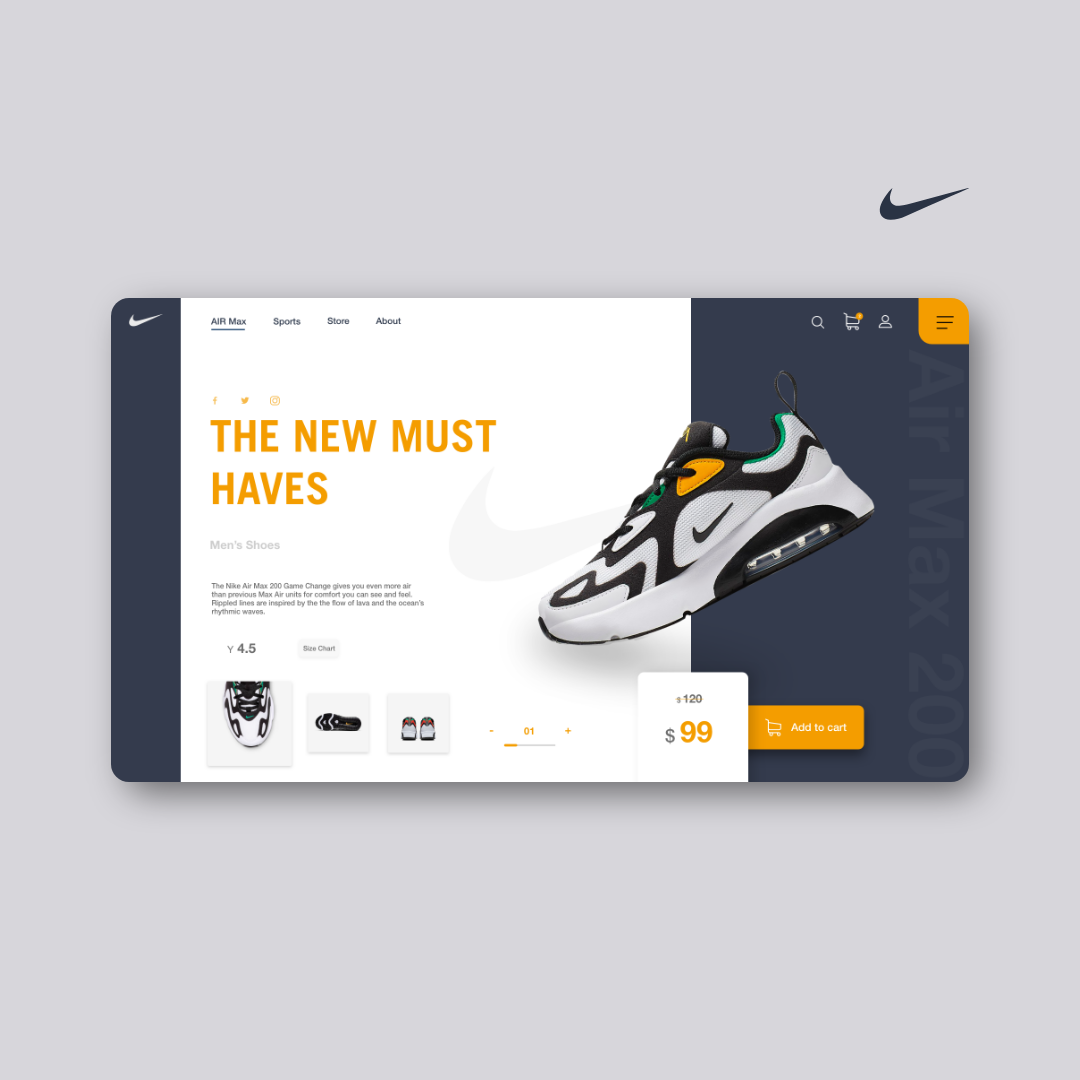 AIR Max
Sports
Store
About
THE NEW MUST
HAVES
Men's Shoes
The Nike Air Max 200 Game Change gives you even more air
than previous Max Air units for comfort you can see and feel.
Rippled lines are inspired by the the flow of lava and the ocean's
rhythmic waves.
Y 4.5
Size Chart
- 01 +
$120
$ 99
Add to cart
Air Max 200